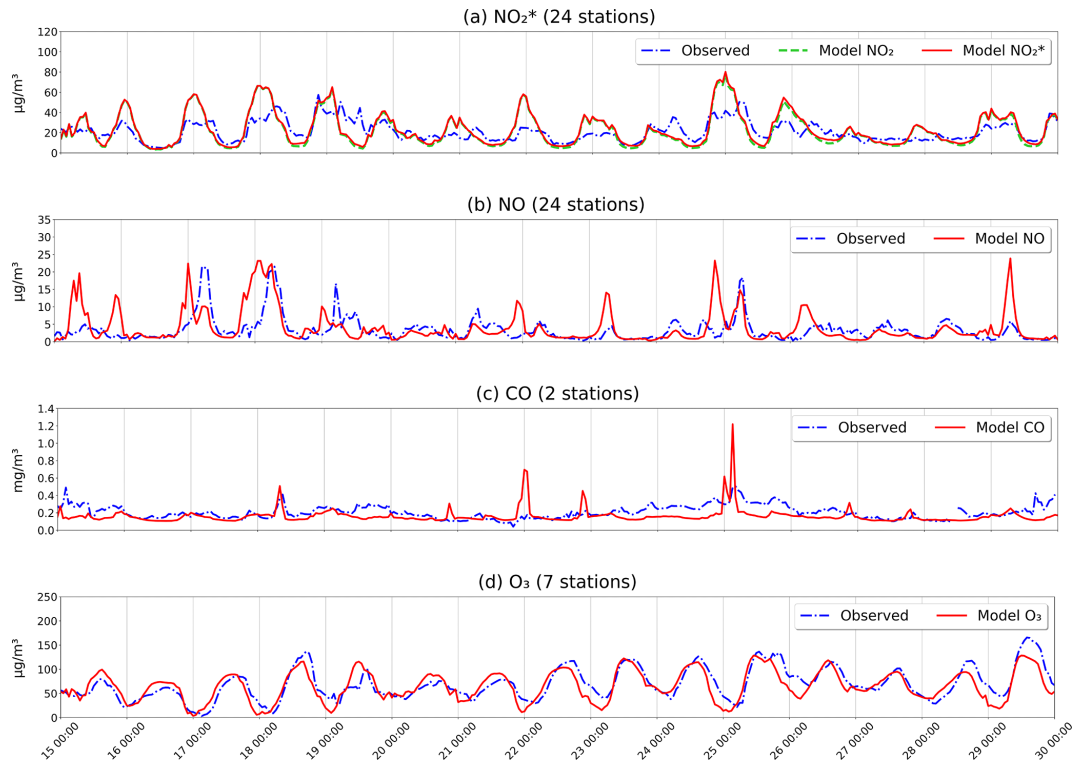 (a) NO₂* (24 stations)
120
100
80
60
40
20
0
µg/m³
Observed
Model NO₂
Model NO₂*
(b) NO (24 stations)
35
30
25
20
15
10
5
0
µg/m³
Observed
Model NO
(c) CO (2 stations)
1.4
1.2
1.0
0.8
0.6
0.4
0.2
0.0
mg/m³
Observed
Model CO
(d) O₃ (7 stations)
250
200
150
100
50
0
µg/m³
Observed
Model O₃
15 00:00
16 00:00
17 00:00
18 00:00
19 00:00
20 00:00
21 00:00
22 00:00
23 00:00
24 00:00
25 00:00
26 00:00
27 00:00
28 00:00
29 00:00
30 00:00